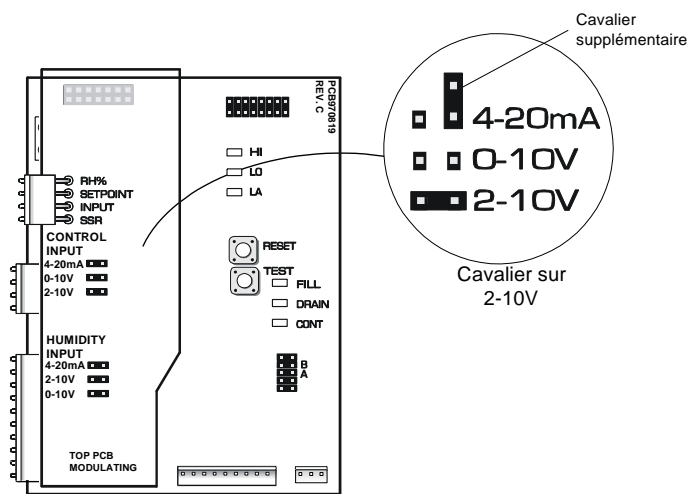 Cavalier
supplémentaire
4-20mA
0-10V
2-10V
Cavalier sur
2-10V
PCB970819
REV. C
HI
LO
LA
RH%
SETPOINT
INPUT
SSR
CONTROL
INPUT
4-20mA
0-10V
2-10V
RESET
TEST
FILL
DRAIN
CONT
HUMIDITY
INPUT
4-20mA
2-10V
0-10V
B
A
TOP PCB
MODULATING